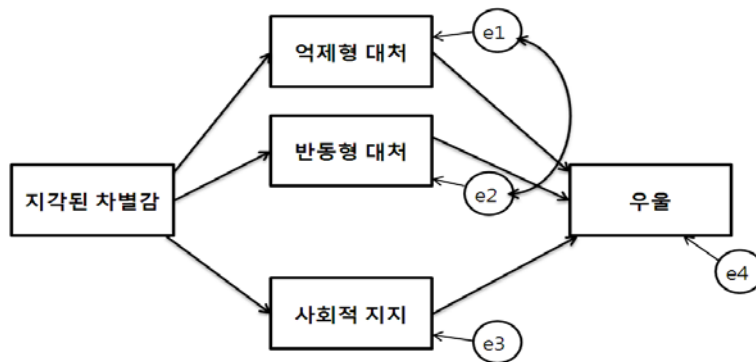 억제형 대처
e1
반동형 대처
e2
지각된 차별감
우울
e4
사회적 지지
e3